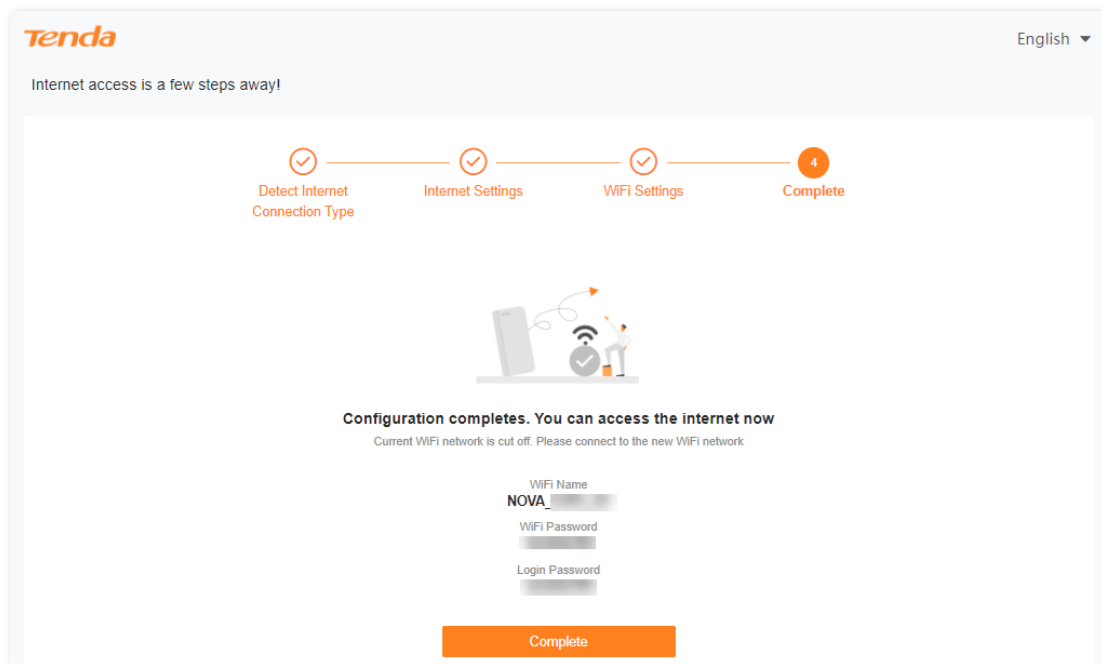 Tenda
English
Internet access is a few steps away!
4
Detect Internet
Connection Type
Internet Settings
WiFi Settings
Complete
Configuration completes. You can access the internet now
Current WiFi network is cut off. Please connect to the new WiFi network
WiFi Name
NOVA_
WiFi Password
Login Password
Complete